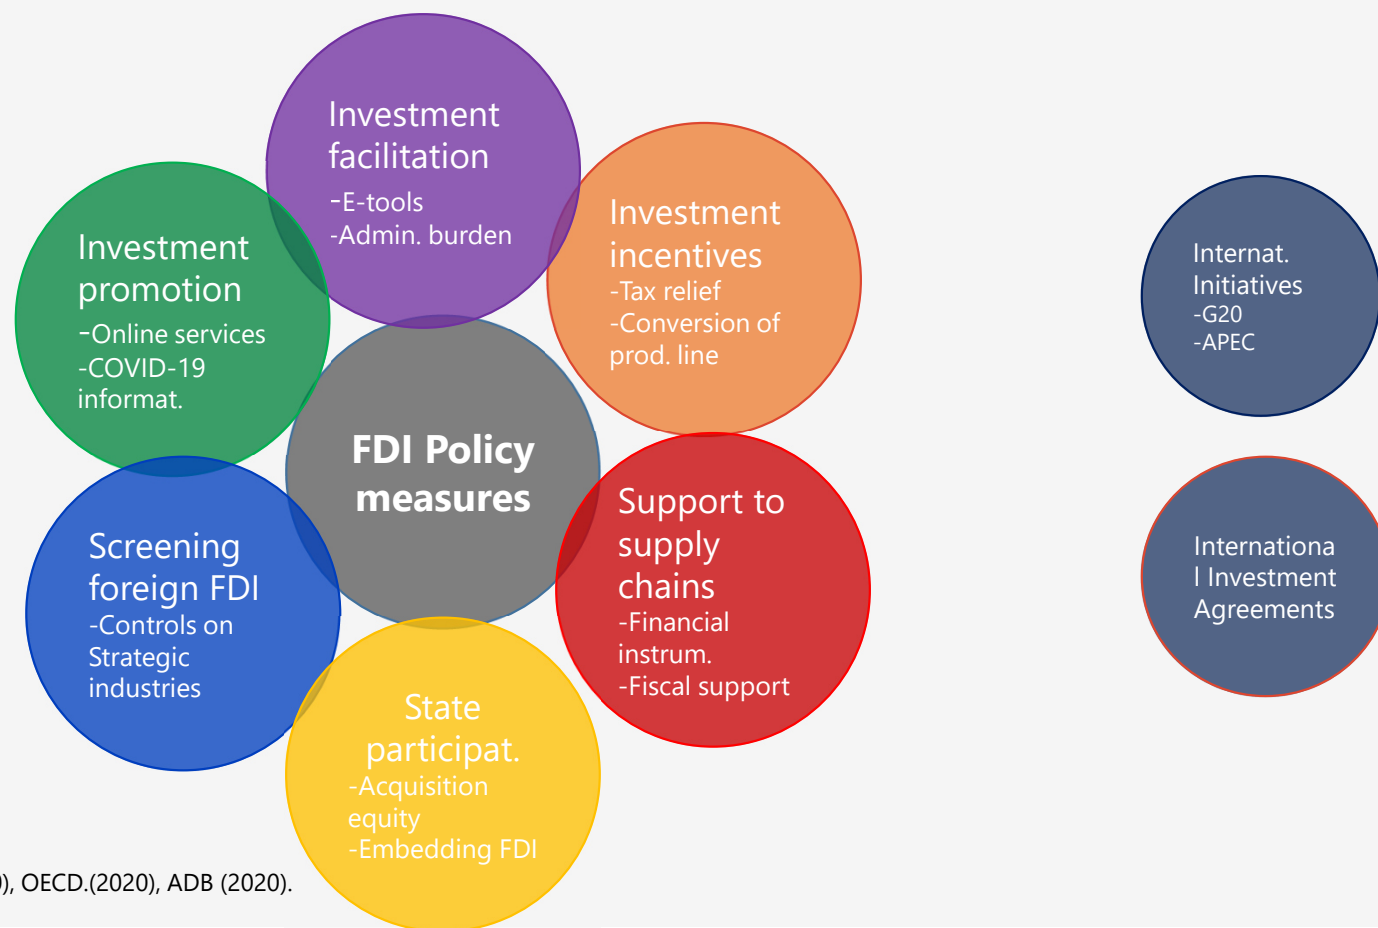 Investment
facilitation
-E-tools
-Admin. burden
Investment
promotion
-Online services
-COVID-19
informat.
Investment
incentives
-Tax relief
-Conversion of
prod. line
FDI Policy
measures
Screening
foreign FDI
-Controls on
Strategic
industries
Support to
supply
chains
-Financial
instrum.
-Fiscal support
State
participat.
-Acquisition
equity
-Embedding FDI
Internat.
Initiatives
-G20
-APEC
Internationa
l Investment
Agreements
), OECD.(2020), ADB (2020).